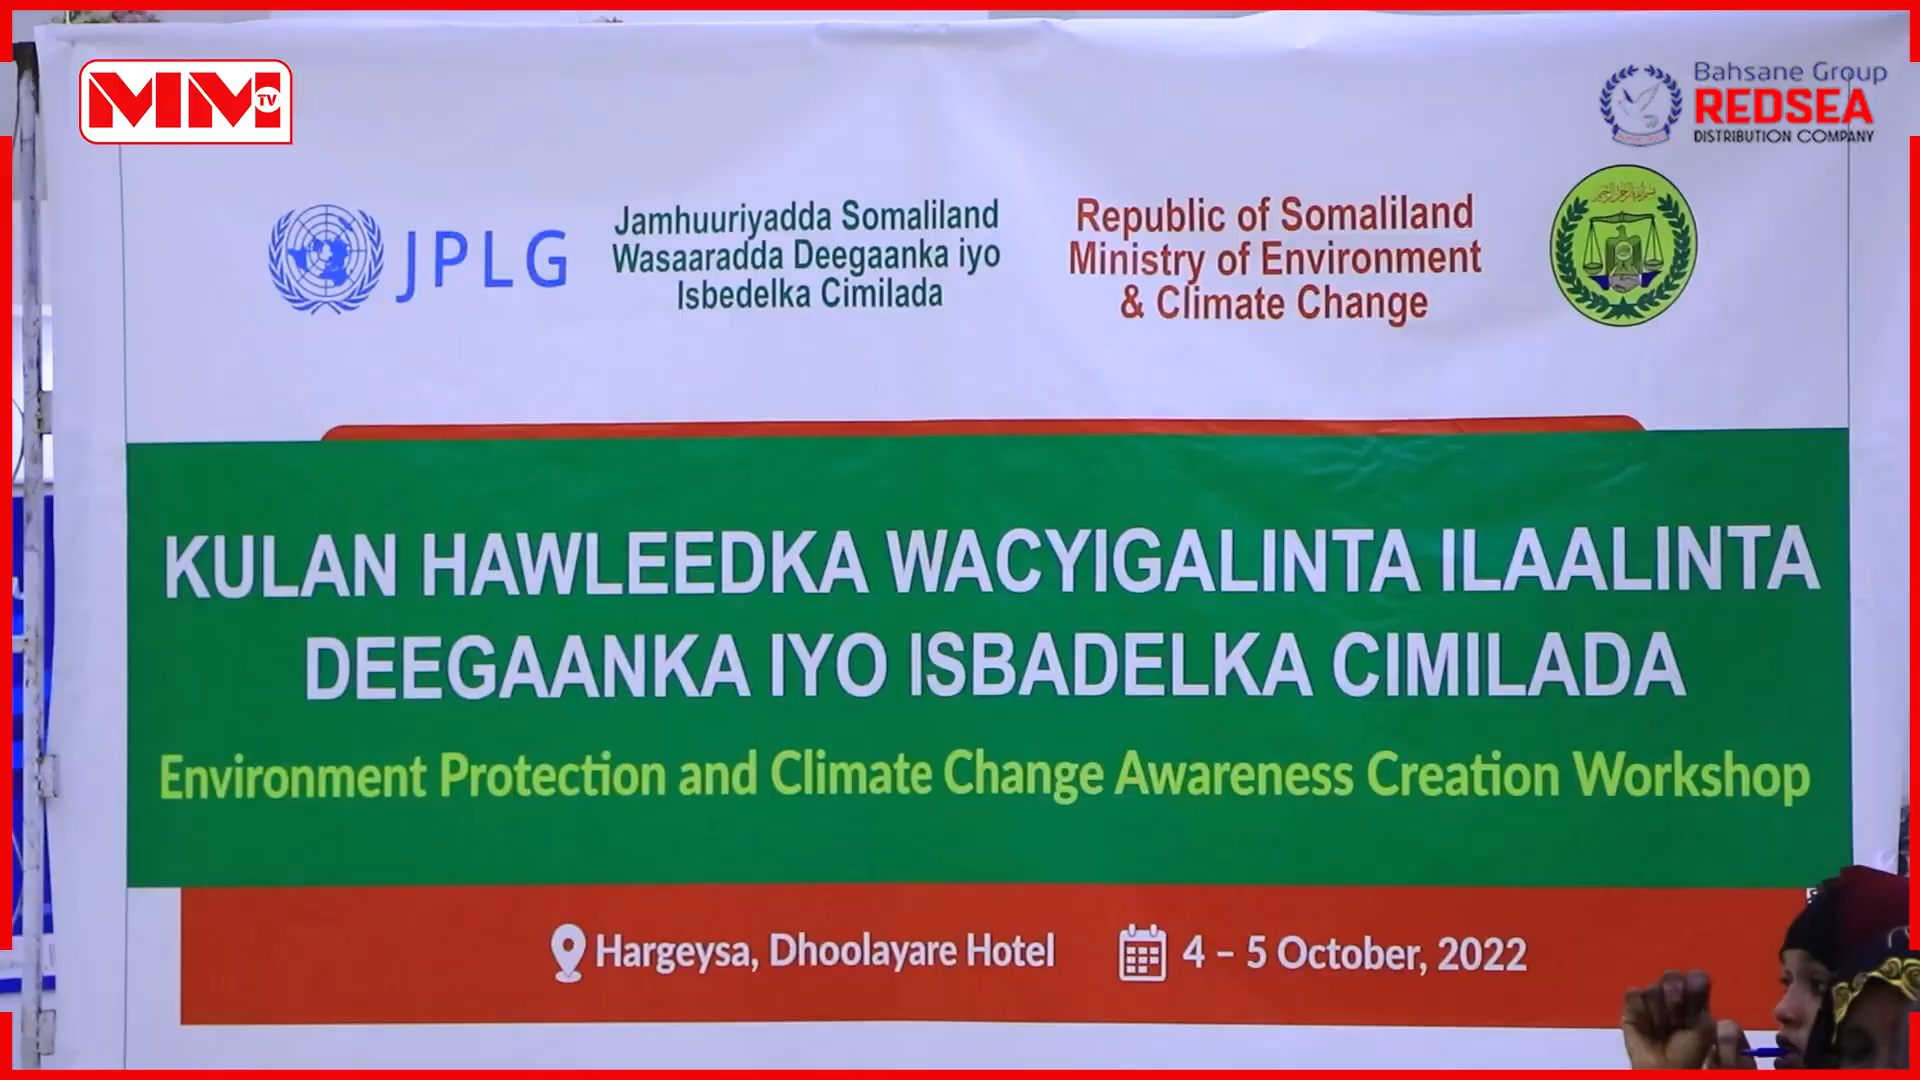 MM TV
Bahsane Group
REDSEA
DISTRIBUTION COMPANY
JPLG
Jamhuuriyadda Somaliland
Wasaaradda Deegaanka iyo
Isbedelka Cimilada
Republic of Somaliland
Ministry of Environment
& Climate Change
KULAN HAWLEEDKA WACYIGALINTA ILAALINTA
DEEGAANKA IYO ISBADELKA CIMILADA
Environment Protection and Climate Change Awareness Creation Workshop
Hargeysa, Dhoolayare Hotel
4 – 5 October, 2022